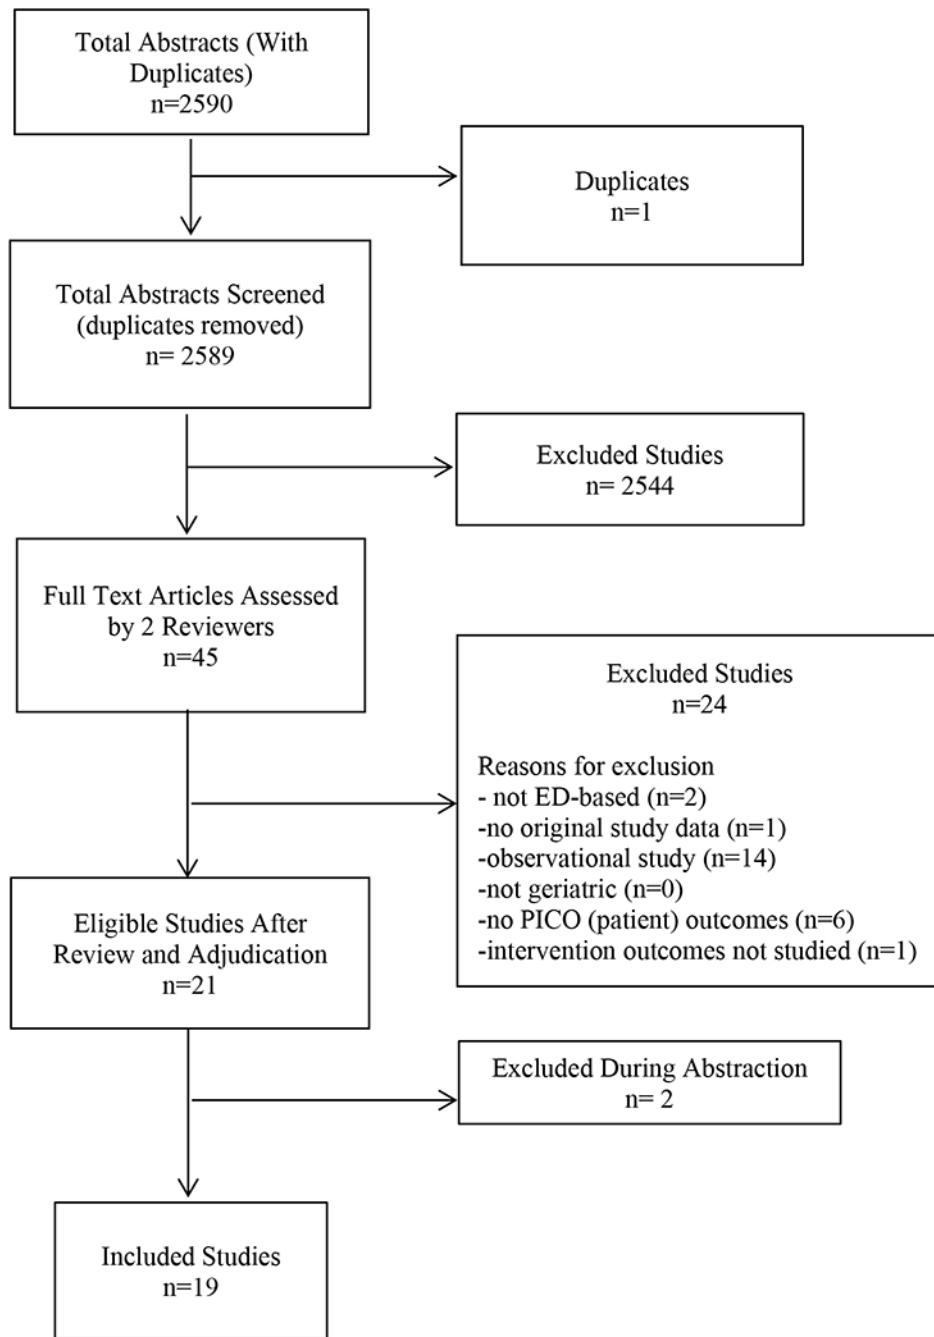 Total Abstracts (With
Duplicates)
n=2590
Duplicates
n=1
Total Abstracts Screened
(duplicates removed)
n= 2589
Excluded Studies
n= 2544
Full Text Articles Assessed
by 2 Reviewers
n=45
Excluded Studies
n=24
Reasons for exclusion
- not ED-based (n=2)
-no original study data (n=1)
-observational study (n=14)
-not geriatric (n=0)
-no PICO (patient) outcomes (n=6)
-intervention outcomes not studied (n=1)
Eligible Studies After
Review and Adjudication
n=21
Excluded During Abstraction
n= 2
Included Studies
n=19